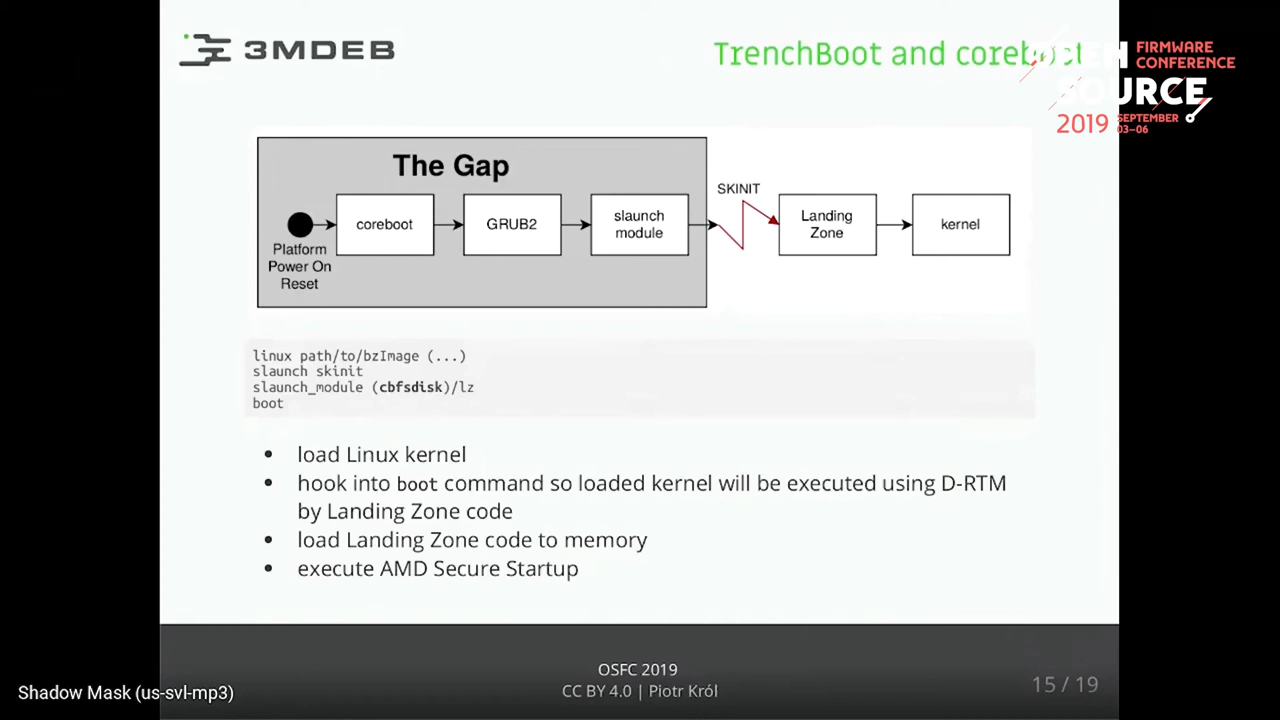 3MDEB
TrenchBoot and coreboot
OPEN SOURCE
FIRMWARE
CONFERENCE
2019
SEPTEMBER
03–06
The Gap
Platform
Power On
Reset
coreboot
GRUB2
slaunch
module
SKINIT
Landing
Zone
kernel
linux path/to/bzImage (...)
slaunch skinit
slaunch_module (cbfsdisk)/lz
boot
• load Linux kernel
• hook into boot command so loaded kernel will be executed using D-RTM
by Landing Zone code
• load Landing Zone code to memory
• execute AMD Secure Startup
OSFC 2019
CC BY 4.0 | Piotr Król
15 / 19
Shadow Mask (us-svl-mp3)